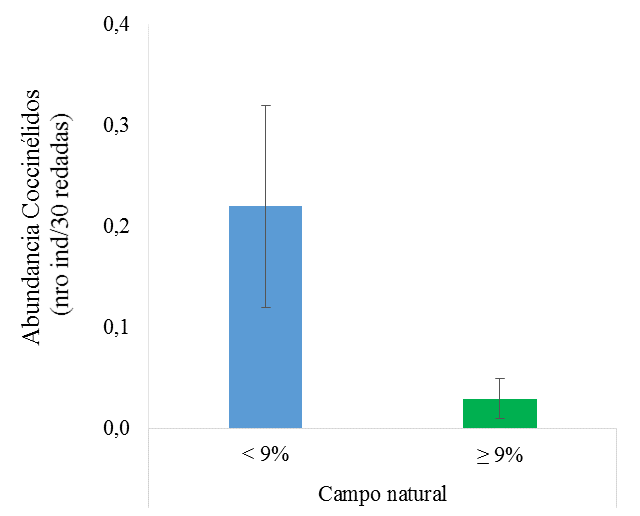 Abundancia Coccinélidos
(nro ind/30 redadas)
0,4
0,3
0,2
0,1
0,0
< 9%
≥ 9%
Campo natural